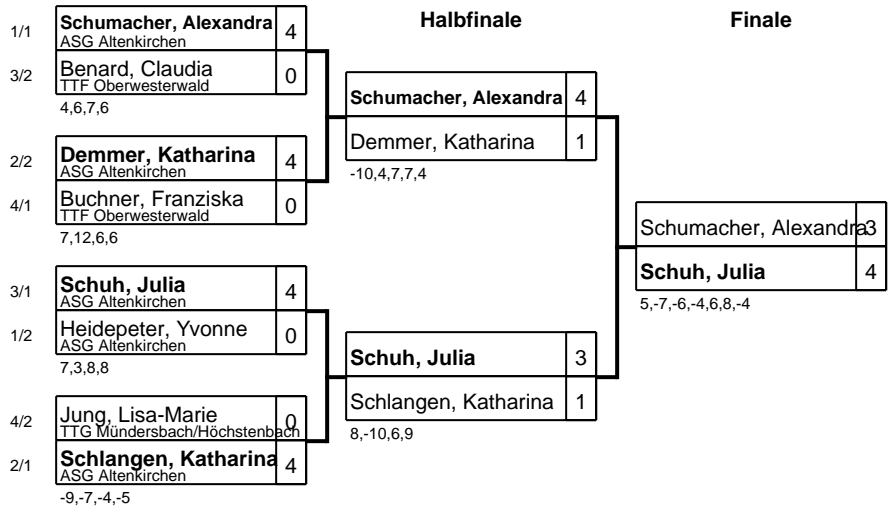 Halbfinale
Finale
1/1 Schumacher, Alexandra 4
ASG Altenkirchen
3/2 Benard, Claudia 0
TTF Oberwesterwald
4,6,7,6
2/2 Demmer, Katharina 4
ASG Altenkirchen
4/1 Buchner, Franziska 0
TTF Oberwesterwald
7,12,6,6
3/1 Schuh, Julia 4
ASG Altenkirchen
1/2 Heidepeter, Yvonne 0
ASG Altenkirchen
7,3,8,8
4/2 Jung, Lisa-Marie 0
TTG Mündersbach/Höchstenbach
2/1 Schlangen, Katharina 4
ASG Altenkirchen
-9,-7,-4,-5
Schumacher, Alexandra 4
Demmer, Katharina 1
-10,4,7,7,4
Schuh, Julia 3
Schlangen, Katharina 1
8,-10,6,9
Schumacher, Alexandra 3
Schuh, Julia 4
5,-7,-6,-4,6,8,-4